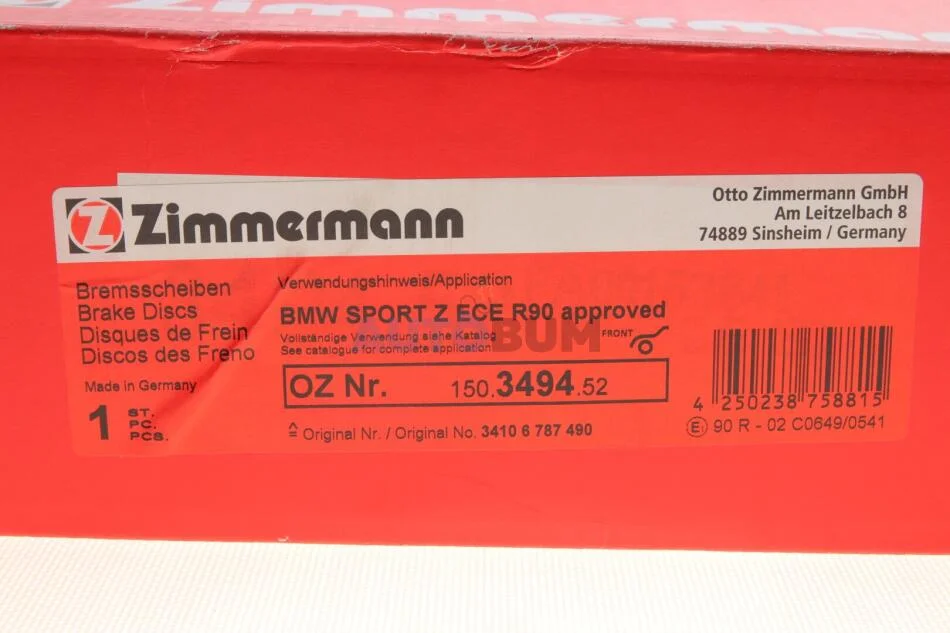 Zimmermann
Zimmermann
Otto Zimmermann GmbH
Am Leitzelbach 8
74889 Sinsheim / Germany
Bremsscheiben
Brake Discs
Disques de Frein
Discos des Freno
Made in Germany
1 ST.
PC.
PCS.
Verwendungshinweis/Application
BMW SPORT Z ECE R90 approved
Vollständige Verwendung siehe Katalog
See catalogue for complete application
FRONT
AUTOBUM
OZ Nr. 150.3494.52
≙ Original Nr. / Original No. 3410 6 787 490
4 250238 758815
E1 90 R - 02 C0649/0541